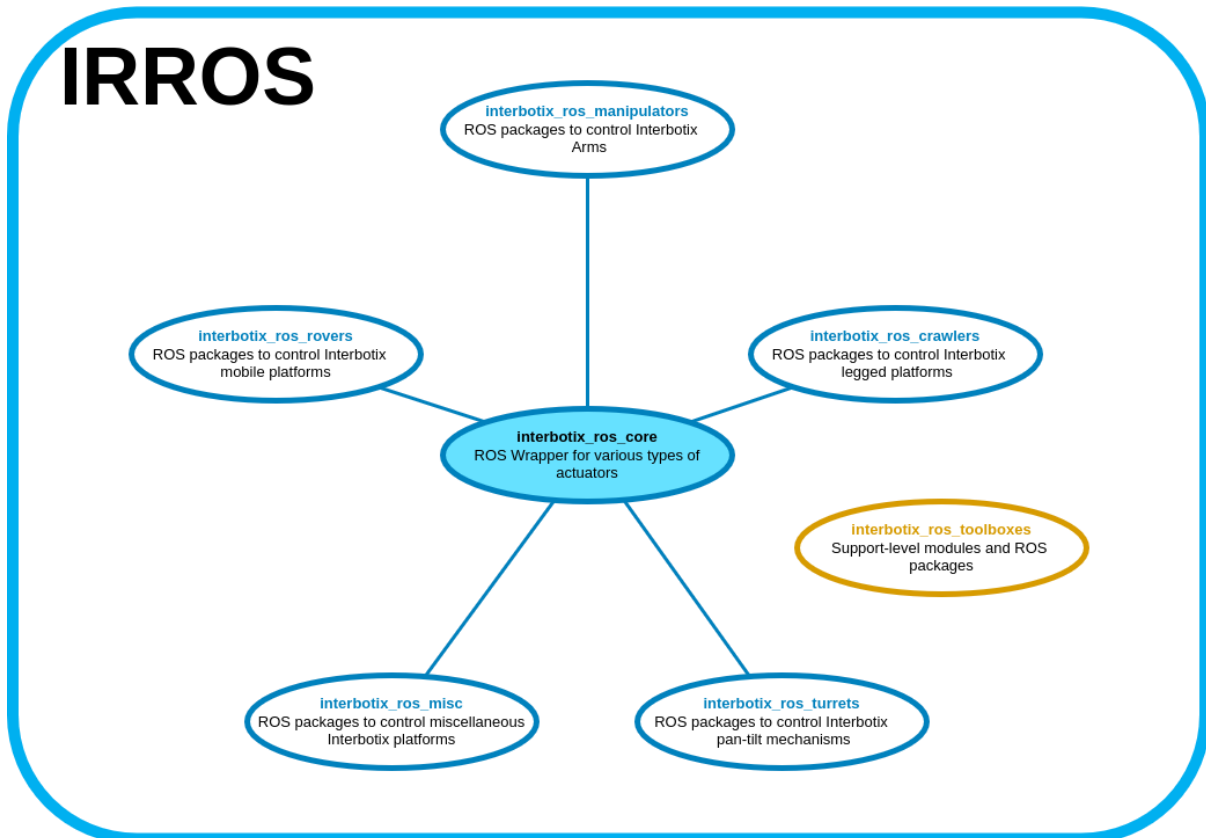 IRROS
interbotix_ros_manipulators
ROS packages to control Interbotix
Arms
interbotix_ros_rovers
ROS packages to control Interbotix
mobile platforms
interbotix_ros_crawlers
ROS packages to control Interbotix
legged platforms
interbotix_ros_core
ROS Wrapper for various types of
actuators
interbotix_ros_toolboxes
Support-level modules and ROS
packages
interbotix_ros_misc
ROS packages to control miscellaneous
Interbotix platforms
interbotix_ros_turrets
ROS packages to control Interbotix
pan-tilt mechanisms